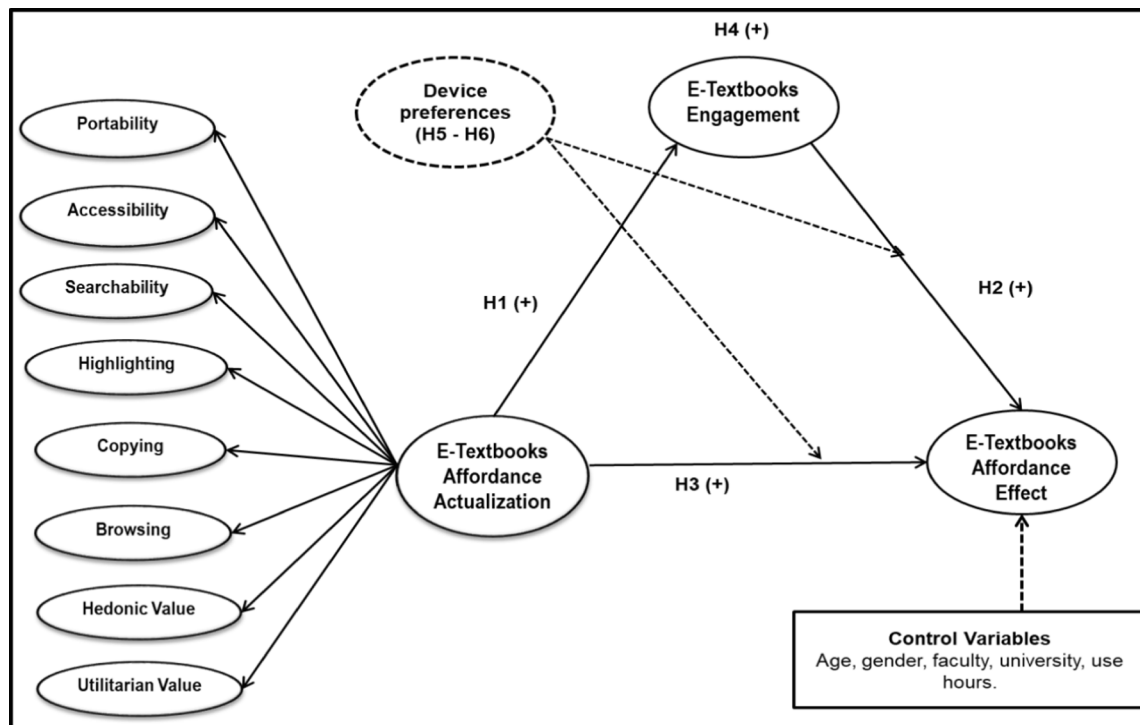 H4 (+)
Device
preferences
(H5 - H6)
E-Textbooks
Engagement
Portability
Accessibility
Searchability
Highlighting
Copying
Browsing
Hedonic Value
Utilitarian Value
H1 (+)
H2 (+)
E-Textbooks
Affordance
Actualization
H3 (+)
E-Textbooks
Affordance
Effect
Control Variables
Age, gender, faculty, university, use
hours.